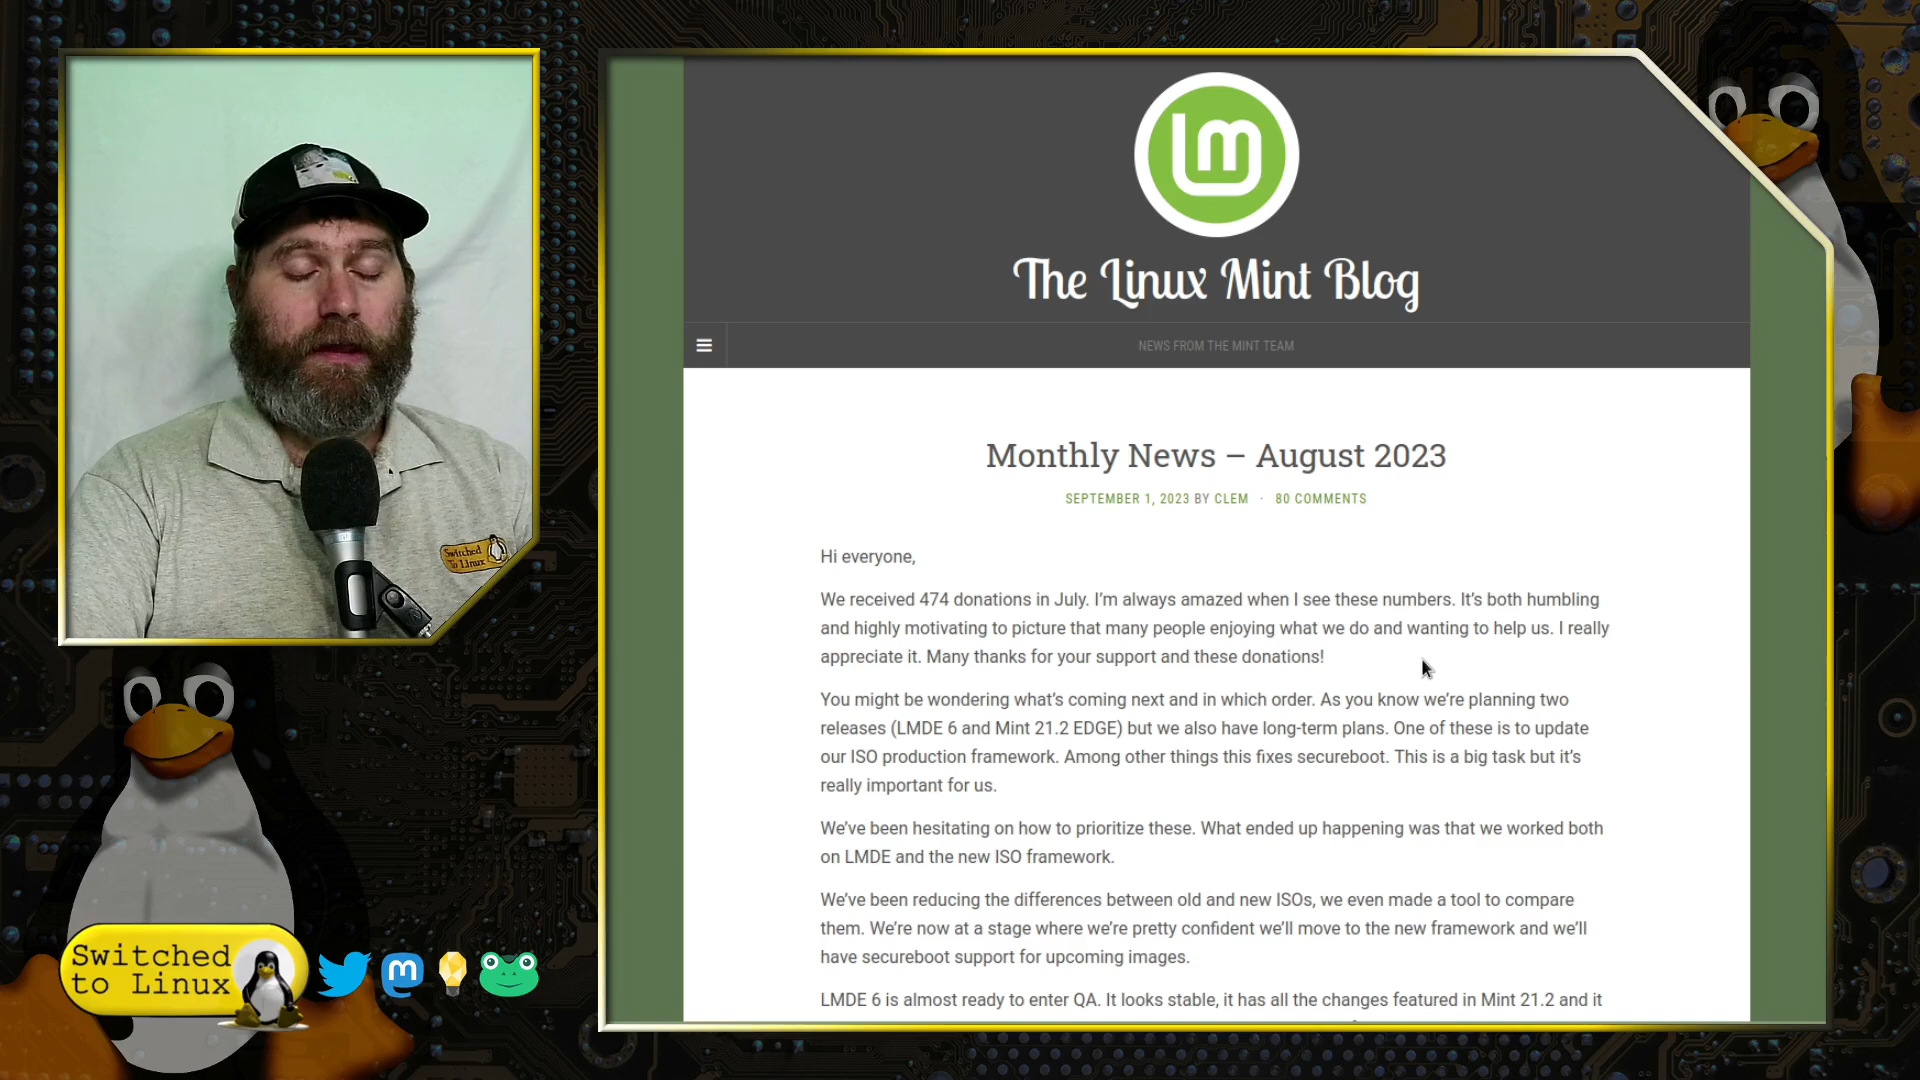 lm
The Linux Mint Blog
NEWS FROM THE MINT TEAM
Monthly News – August 2023
SEPTEMBER 1, 2023 BY CLEM · 80 COMMENTS
Hi everyone,
We received 474 donations in July. I'm always amazed when I see these numbers. It's both humbling
and highly motivating to picture that many people enjoying what we do and wanting to help us. I really
appreciate it. Many thanks for your support and these donations!
You might be wondering what's coming next and in which order. As you know we're planning two
releases (LMDE 6 and Mint 21.2 EDGE) but we also have long-term plans. One of these is to update
our ISO production framework. Among other things this fixes secureboot. This is a big task but it's
really important for us.
We've been hesitating on how to prioritize these. What ended up happening was that we worked both
on LMDE and the new ISO framework.
We've been reducing the differences between old and new ISOs, we even made a tool to compare
them. We're now at a stage where we're pretty confident we'll move to the new framework and we'll
have secureboot support for upcoming images.
LMDE 6 is almost ready to enter QA. It looks stable, it has all the changes featured in Mint 21.2 and it
Switched
To Linux
Switched
to Linux
m